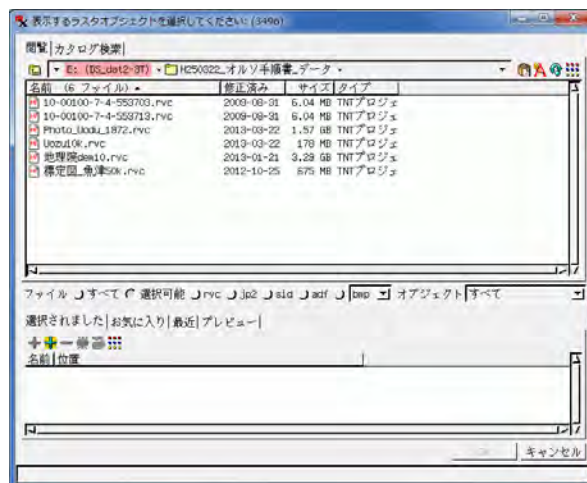 表示するラスタオブジェクトを選択してください: (3496)
閲覧 カタログ検索
E: (DS_dat2-3T) H250322_オルソ手順書_データ
名前 (6 ファイル) 修正済み サイズ タイプ
10-00100-7-4-553703.rvc 2009-08-31 6.04 MB TNTプロジェ
10-00100-7-4-553713.rvc 2009-08-31 6.04 MB TNTプロジェ
Photo_Uodu_1872.rvc 2013-03-22 1.57 GB TNTプロジェ
Uozu10k.rvc 2013-03-22 178 MB TNTプロジェ
地理院dem10.rvc 2013-01-21 3.29 GB TNTプロジェ
標定図_魚津50k.rvc 2012-10-25 675 MB TNTプロジェ
ファイル すべて 選択可能 rvc jp2 sid adf bmp オブジェクト すべて
選択されました お気に入り 最近 プレビュー
名前 位置
キャンセル